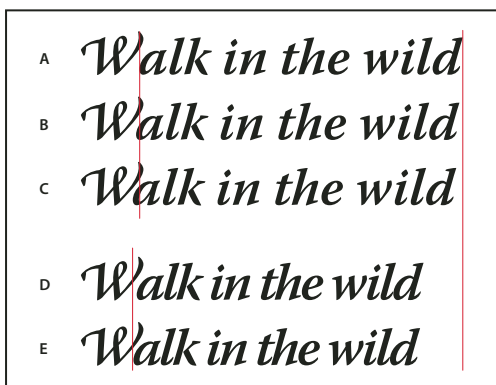 A Walk in the wild
B Walk in the wild
C Walk in the wild
D Walk in the wild
E Walk in the wild